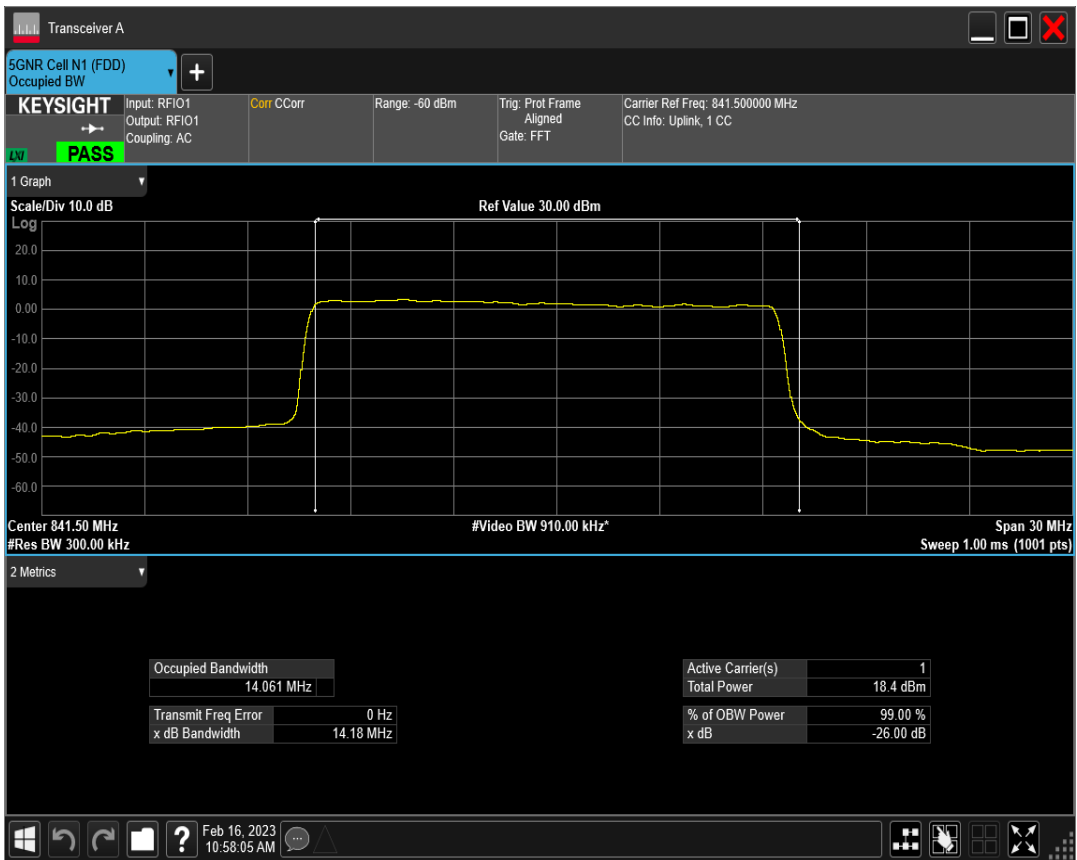 Transceiver A
5GNR Cell N1 (FDD)
Occupied BW
+
KEYSIGHT
LXI
PASS
Input: RFIO1
Output: RFIO1
Coupling: AC
Corr CCorr
Range: -60 dBm
Trig: Prot Frame
Aligned
Gate: FFT
Carrier Ref Freq: 841.500000 MHz
CC Info: Uplink, 1 CC
1 Graph
Scale/Div 10.0 dB
Ref Value 30.00 dBm
Log
20.0
10.0
0.00
-10.0
-20.0
-30.0
-40.0
-50.0
-60.0
Center 841.50 MHz
#Video BW 910.00 kHz*
Span 30 MHz
#Res BW 300.00 kHz
Sweep 1.00 ms (1001 pts)
2 Metrics
Occupied Bandwidth
14.061 MHz
Transmit Freq Error 0 Hz
x dB Bandwidth 14.18 MHz
Active Carrier(s) 1
Total Power 18.4 dBm
% of OBW Power 99.00 %
x dB -26.00 dB
?
Feb 16, 2023
10:58:05 AM